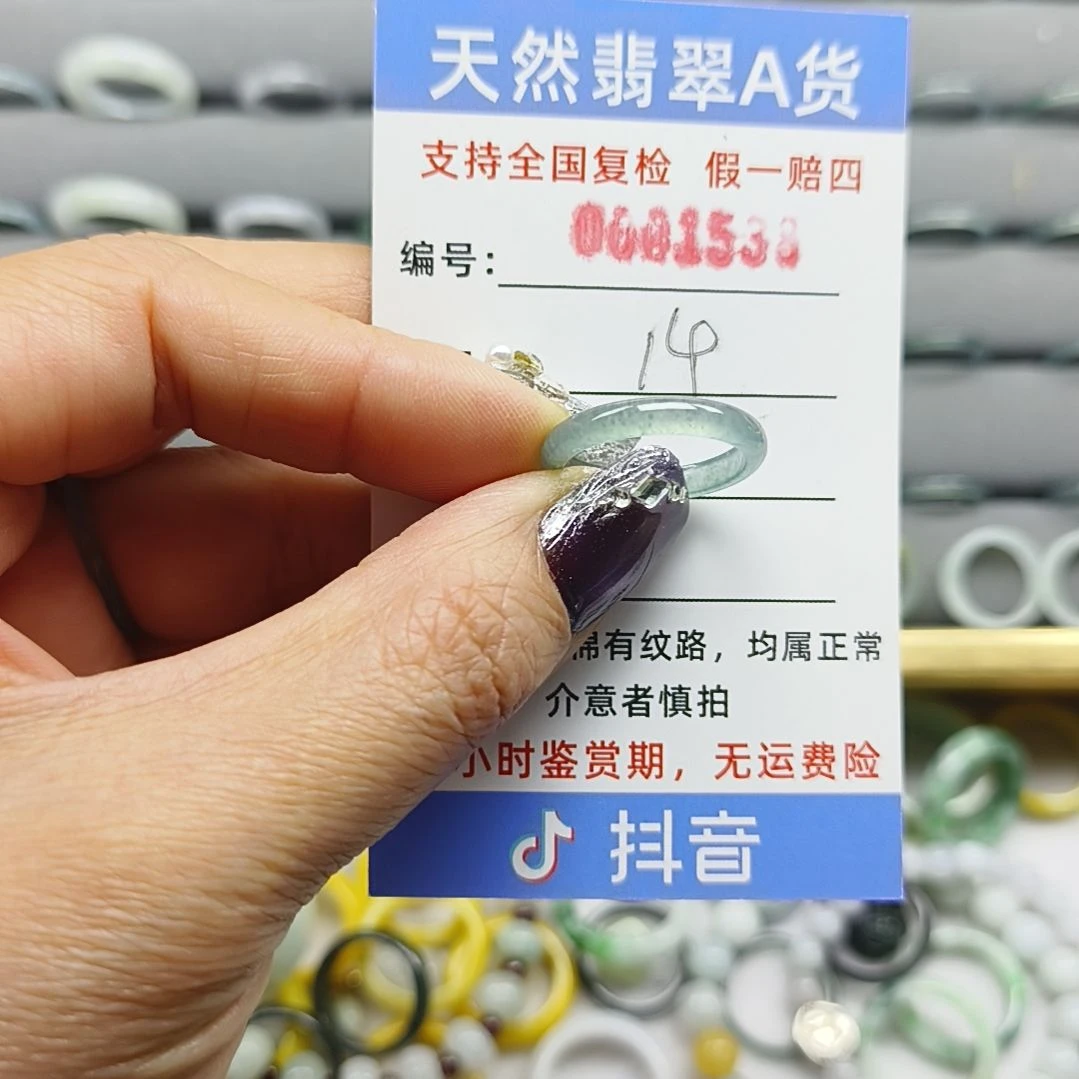 天然翡翠A货
支持全国复检 假一赔四
编号：
14
有纹路，均属正常
介意者慎拍
小时鉴赏期，无运费险
抖音